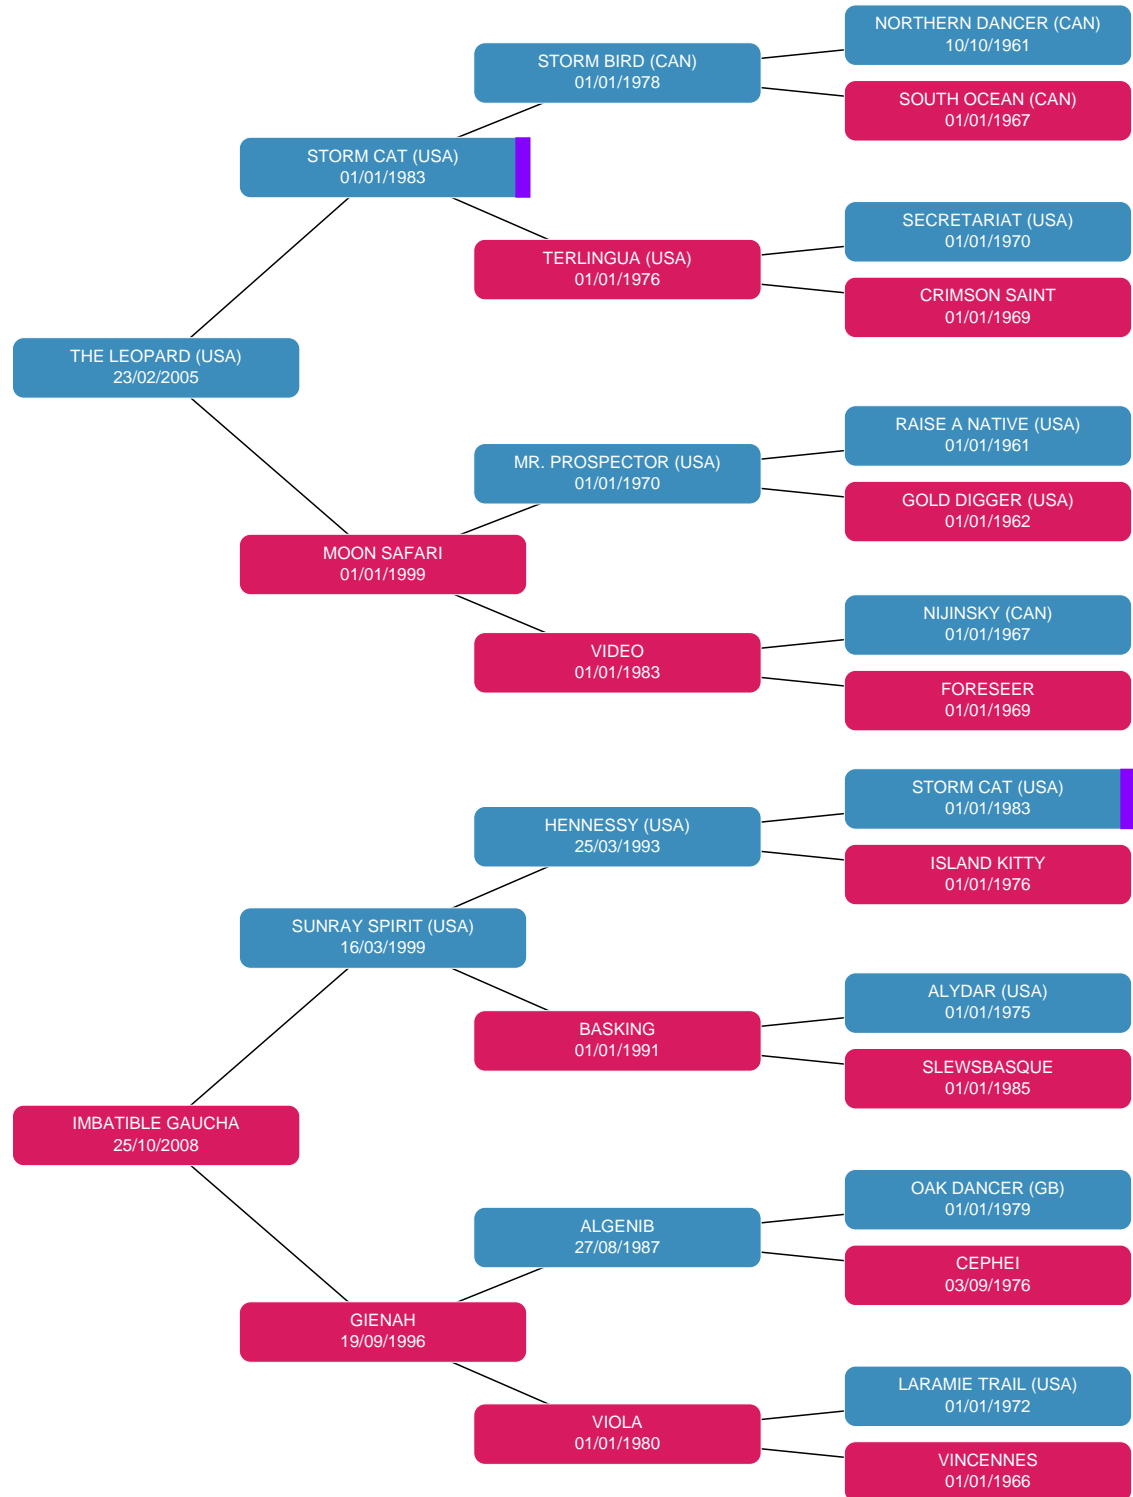 NORTHERN DANCER (CAN)
10/10/1961
STORM BIRD (CAN)
01/01/1978
SOUTH OCEAN (CAN)
01/01/1967
STORM CAT (USA)
01/01/1983
SECRETARIAT (USA)
01/01/1970
TERLINGUA (USA)
01/01/1976
CRIMSON SAINT
01/01/1969
THE LEOPARD (USA)
23/02/2005
RAISE A NATIVE (USA)
01/01/1961
MR. PROSPECTOR (USA)
01/01/1970
GOLD DIGGER (USA)
01/01/1962
MOON SAFARI
01/01/1999
NIJINSKY (CAN)
01/01/1967
VIDEO
01/01/1983
FORESEER
01/01/1969
STORM CAT (USA)
01/01/1983
HENNESSY (USA)
25/03/1993
ISLAND KITTY
01/01/1976
SUNRAY SPIRIT (USA)
16/03/1999
ALYDAR (USA)
01/01/1975
BASKING
01/01/1991
SLEWSBASQUE
01/01/1985
IMBATIBLE GAUCHA
25/10/2008
OAK DANCER (GB)
01/01/1979
ALGENIB
27/08/1987
CEPHEI
03/09/1976
GIENAH
19/09/1996
LARAMIE TRAIL (USA)
01/01/1972
VIOLA
01/01/1980
VINCENNES
01/01/1966